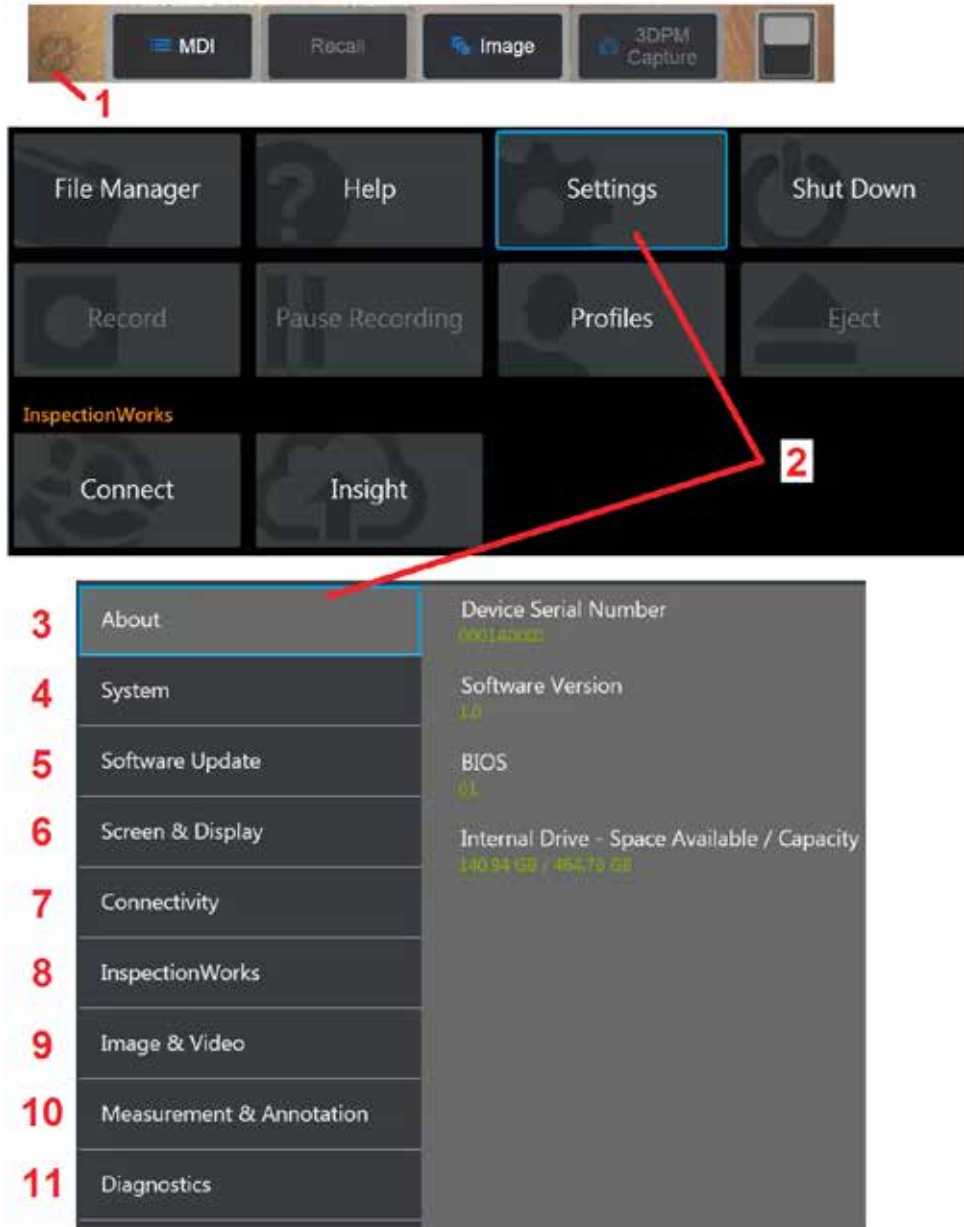 MDI
Recall
Image
3DPM
Capture
1
File Manager
Help
Settings
Shut Down
Record
Pause Recording
Profiles
Eject
InspectionWorks
Connect
Insight
2
3
About
Device Serial Number
4
System
Software Version
1.0
5
Software Update
BIOS
01
6
Screen & Display
Internal Drive - Space Available / Capacity
140.94 GB / 464.76 GB
7
Connectivity
8
InspectionWorks
9
Image & Video
10
Measurement & Annotation
11
Diagnostics